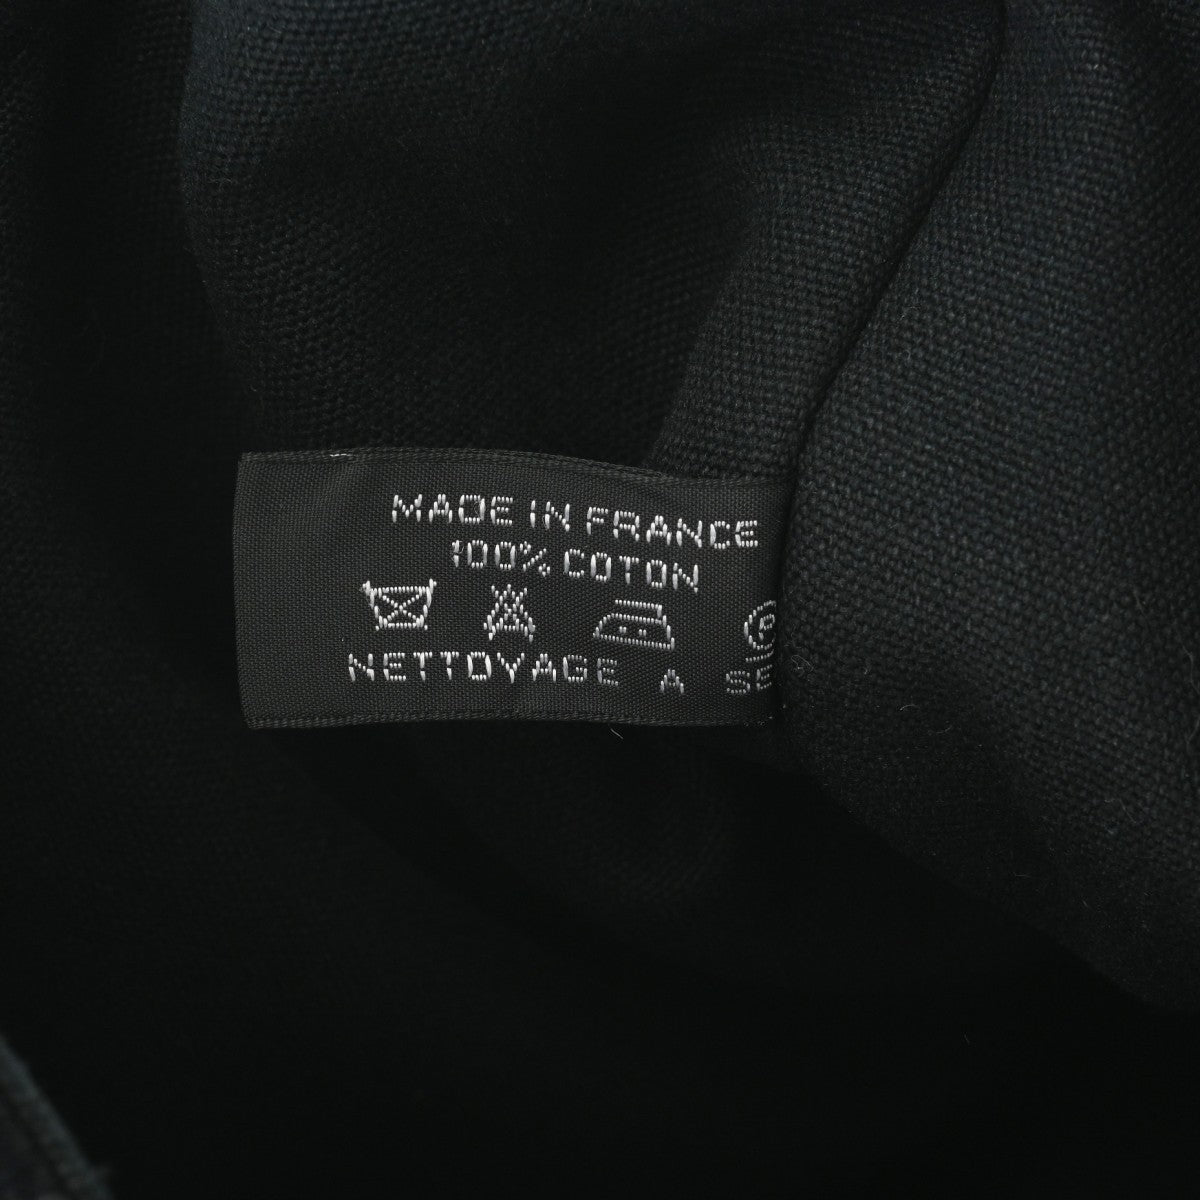 MADE IN FRANCE
100% COTON
P
NETTOYAGE A SE